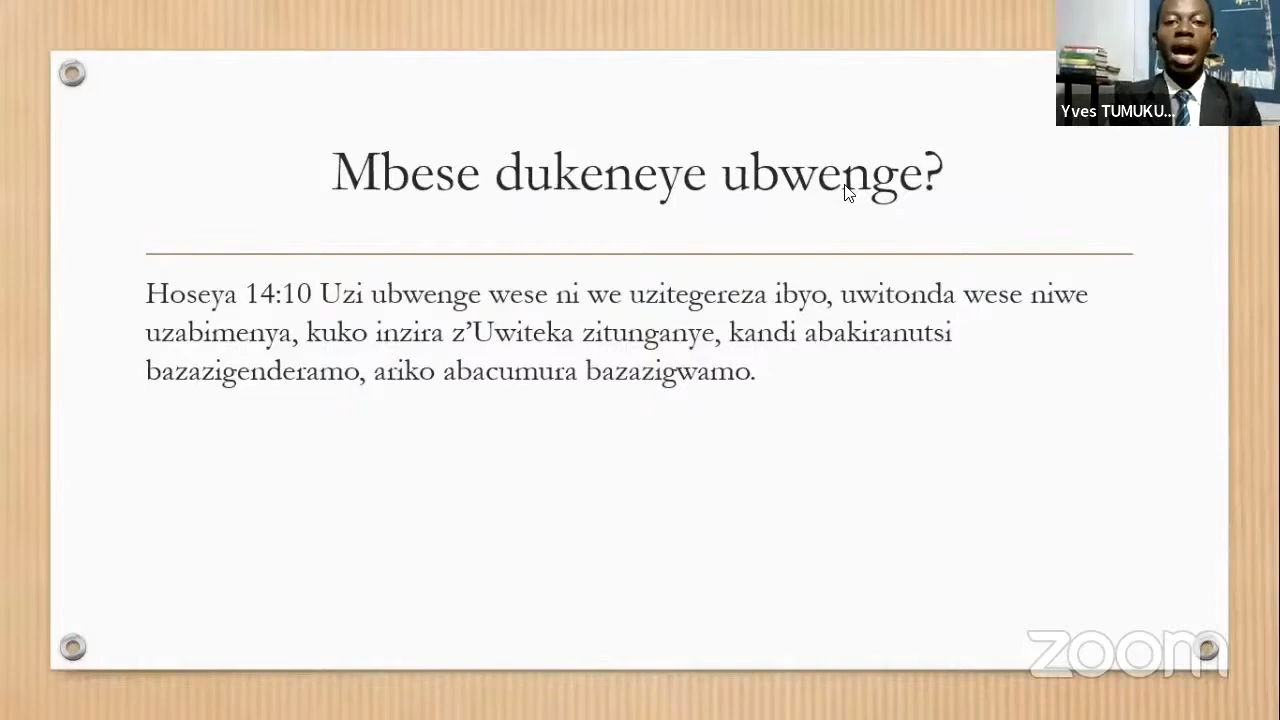 Yves TUMUKU...
Mbese dukeneye ubwenge?
Hoseya 14:10 Uzi ubwenge wese ni we uzitegereza ibyo, uwitonda wese niwe
uzabimenya, kuko inzira z’Uwiteka zitunganye, kandi abakiranutsi
bazazigenderamo, ariko abacumura bazazigwamo.
zoom